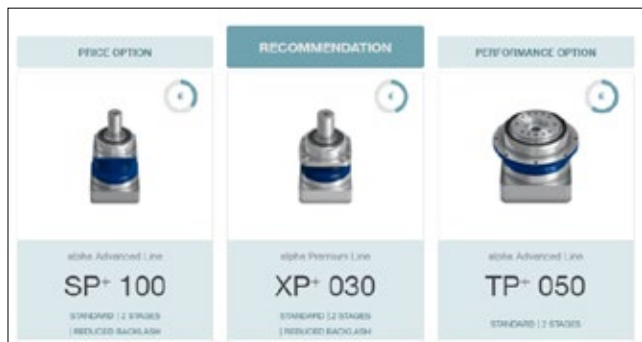 PRICE OPTION
RECOMMENDATION
PERFORMANCE OPTION
€
€
€
alpha Advanced Line
SP+ 100
STANDARD | 2 STAGES
| REDUCED BACKLASH
alpha Premium Line
XP+ 030
STANDARD | 2 STAGES
| REDUCED BACKLASH
alpha Advanced Line
TP+ 050
STANDARD | 2 STAGES